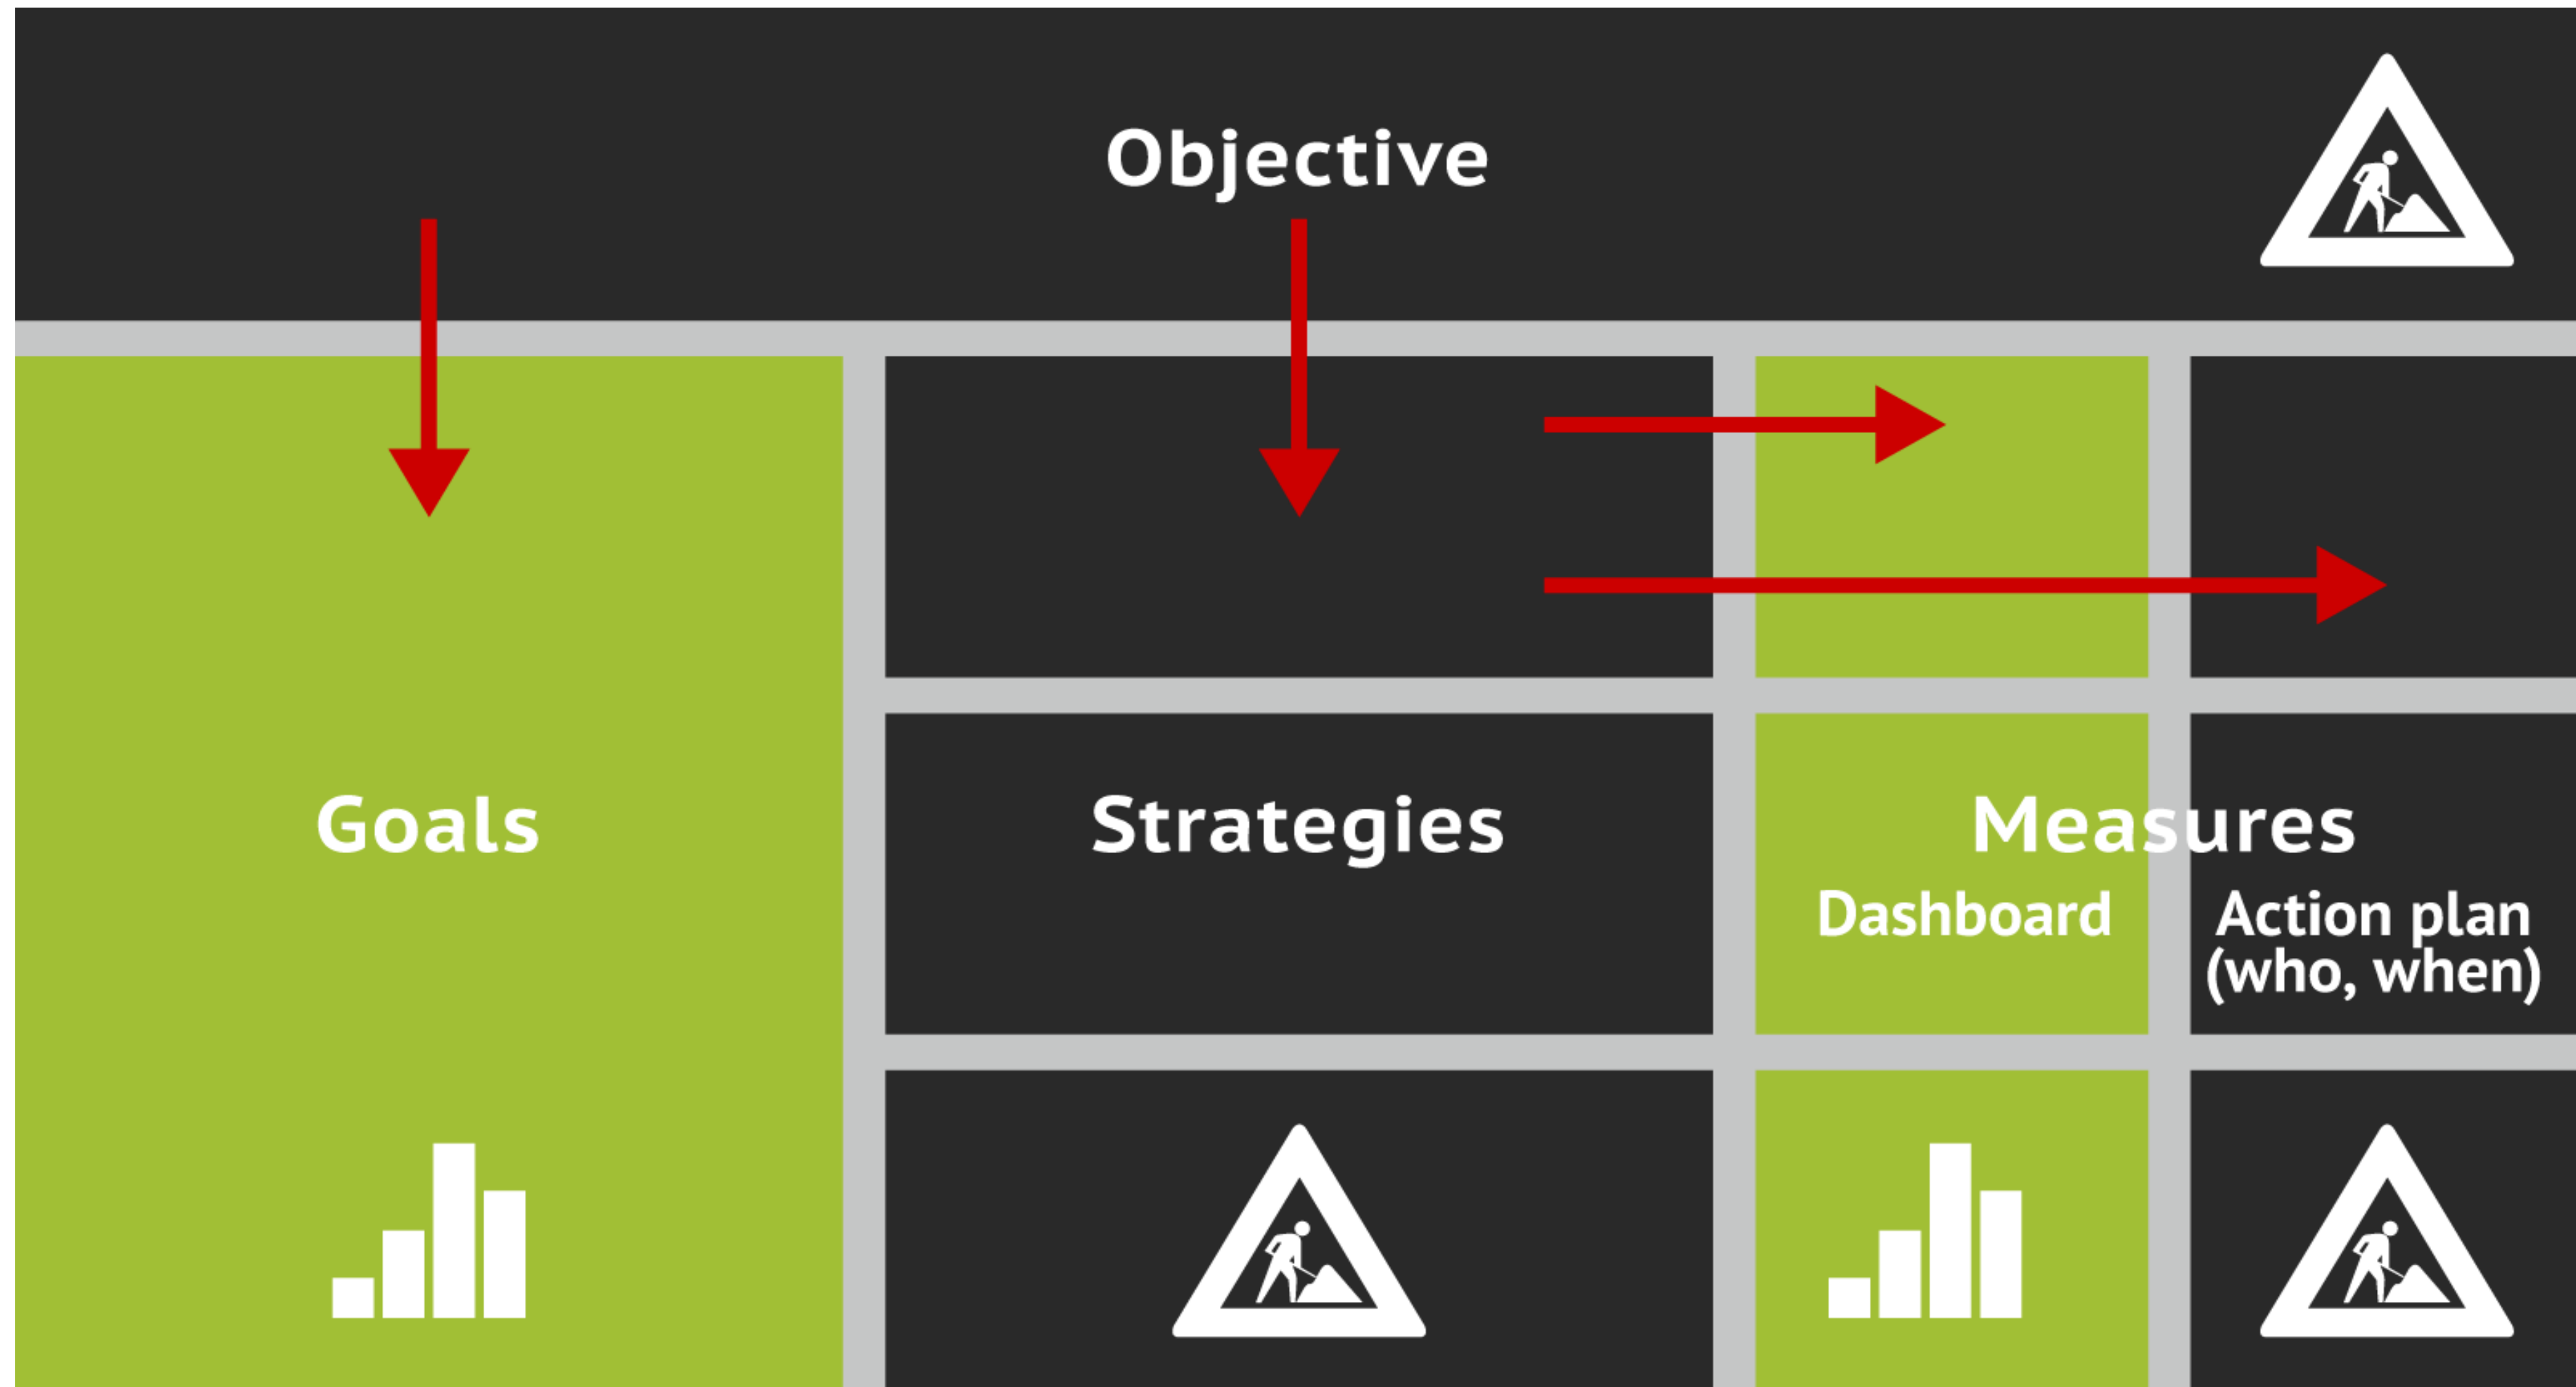 Objective
Goals
Strategies
Measures
Dashboard
Action plan
(who, when)